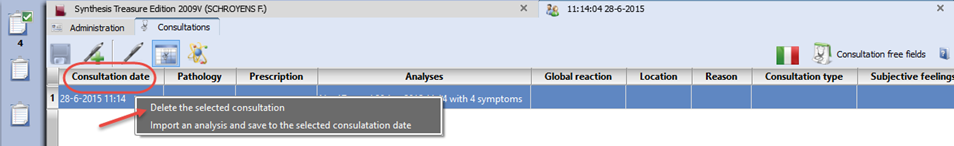 Synthesis Treasure Edition 2009V (SCHROYENS F.)
11:14:04 28-6-2015
Administration
Consultations
4
Consultation free fields
Consultation date Pathology Prescription Analyses Global reaction Location Reason Consultation type Subjective feelings
1 28-6-2015 11:14 with 4 symptoms
Delete the selected consultation
Import an analysis and save to the selected consulatation date